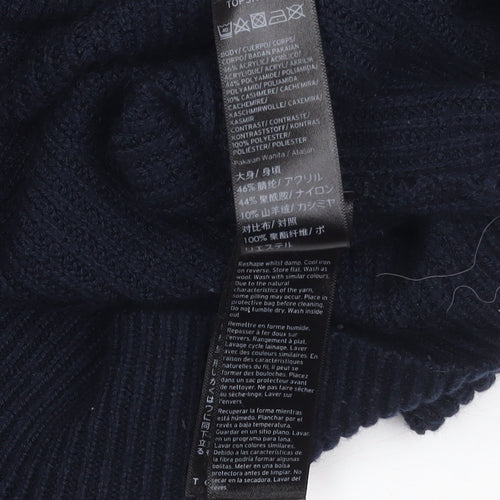 BODY/ CUERPO/ CORPS/
CORPO/ BADAN PAKAIAN
46% ACRYLIC/ ACRÍLICO/
ACRYLIQUE/ ACRYL/ AKRILIK
44% POLYAMIDE/ POLIAMIDA/
POLYAMID/ POLIAMIDA
10% CASHMERE/ CACHEMIR/
CACHEMIRE/
KASCHMIRWOLLE/ CAXEMIRA/
KASMIR
CONTRAST/ CONTRASTE/
KONTRASTSTOFF/ KONTRAS
100% POLYESTER/ POLIÉSTER/
POLYESTER/ POLIESTER
Pakaian Wanita/ Atasan
大身/ 身頃
46% 腈纶/ アクリル
44% 聚酰胺/ ナイロン
10% 山羊绒/ カシミヤ
对比布/ 対照
100% 聚酯纤维/ ポ
リエステル
Reshape whilst damp. Cool iron
on reverse. Store flat. Wash as
wool. Wash with similar colours.
Due to the natural
characteristics of the yarn,
some pilling may occur. Place in
protective bag before cleaning.
Do not tumble dry. Wash inside
out
Remettre en forme humide.
Repasser à fer doux sur
l'envers. Rangement à plat.
Lavage cycle lainage. Laver
avec des couleurs similaires. En
raison des caractéristiques
naturelles du fil, il peut se
former des bouloches. Placez
dans un sac protecteur avant
de nettoyer. Ne pas faire sécher
au sèche-linge. Laver sur
l'envers
Recuperar la forma mientras
está húmedo. Planchar por el
revés a baja temperatura.
Guardar en un sitio plano. Lavar
en un programa para lana.
Lavar con colores similares.
Debido a las características de
la fibra podría formar algunas
bolitas. Meter en una bolsa
protectora antes de limpiar. No
secar en la secadora. Lavar del
revés